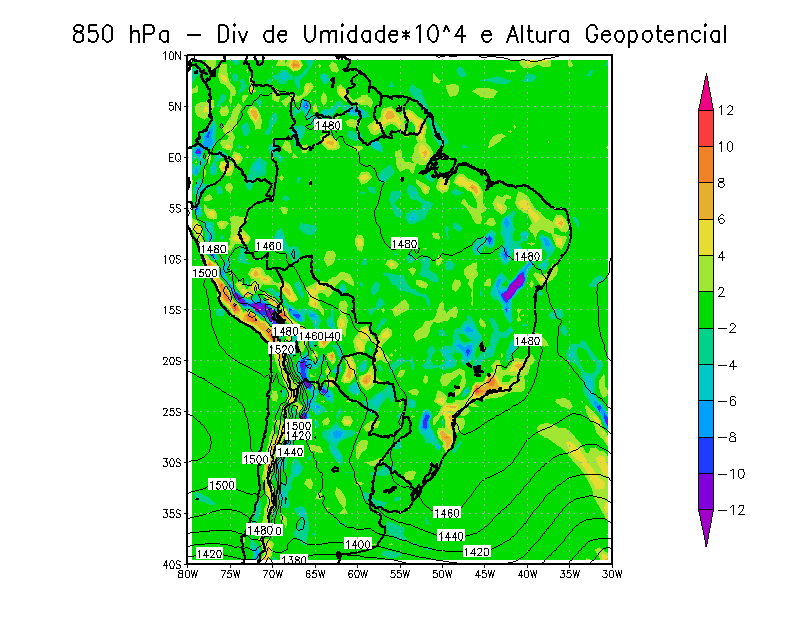 850 hPa − Div de Umidade*10^4 e Altura Geopotencial
10N
5N
EQ
5S
10S
15S
20S
25S
30S
35S
40S
80W 75W 70W 65W 60W 55W 50W 45W 40W 35W 30W
12
10
8
6
4
2
−2
−4
−6
−8
−10
−12
1480
1480 1460 1480 1480
1500
1480 1460
1520 1480
1500
1420
1440
1500
1500
1460
1480
1440
1400
1420 1420
1380